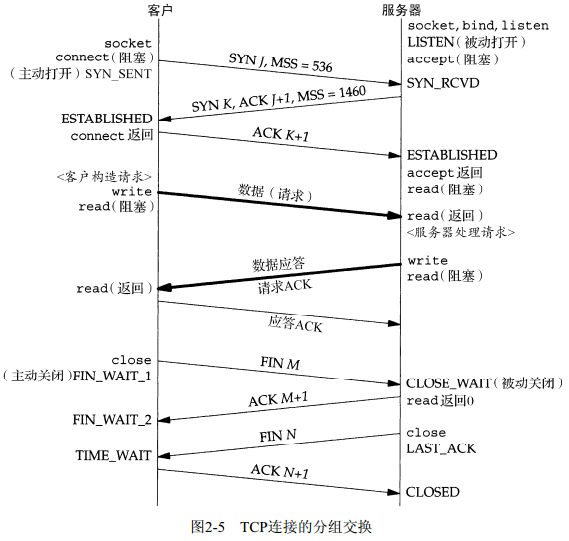 客户
服务器
socket, bind, listen
LISTEN(被动打开)
accept(阻塞)
socket
connect(阻塞)
(主动打开) SYN_SENT
SYN J, MSS = 536
SYN_RCVD
SYN K, ACK J+1, MSS = 1460
ESTABLISHED
connect 返回
ACK K+1
ESTABLISHED
accept 返回
read(阻塞)
<客户构造请求>
write
read(阻塞)
数据(请求)
read(返回)
<服务器处理请求>
write
read(阻塞)
数据应答
请求ACK
read(返回)
应答ACK
close
(主动关闭)FIN_WAIT_1
FIN M
CLOSE_WAIT(被动关闭)
read 返回0
ACK M+1
FIN_WAIT_2
close
LAST_ACK
FIN N
TIME_WAIT
ACK N+1
CLOSED
图2-5 TCP连接的分组交换